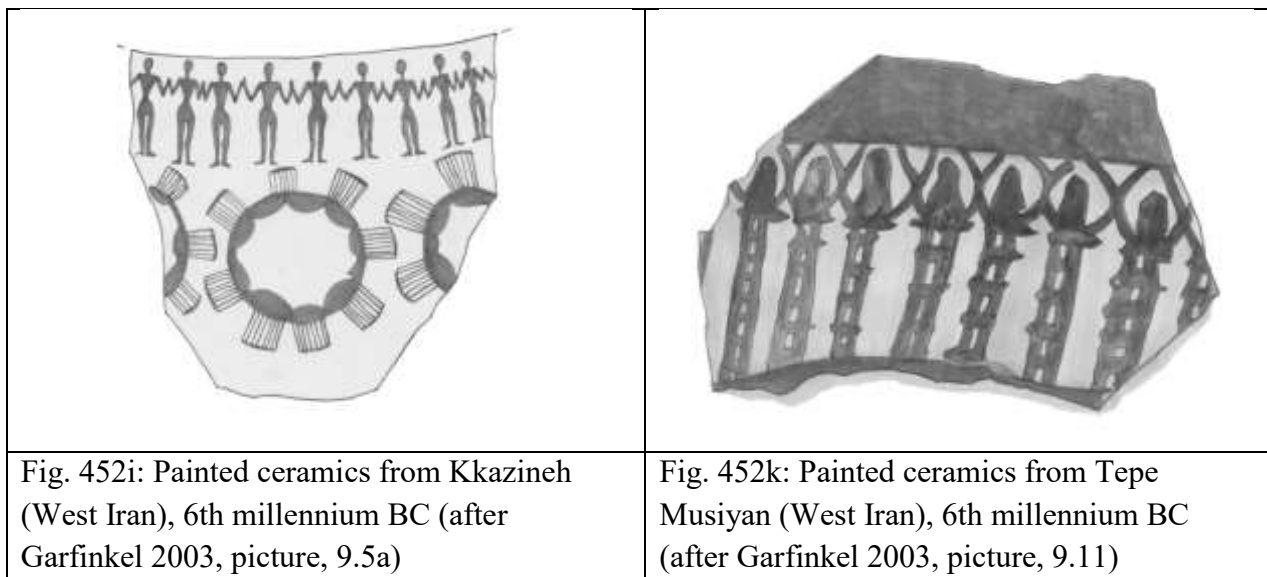 Fig. 452i: Painted ceramics from Kkazineh
(West Iran), 6th millennium BC (after
Garfinkel 2003, picture, 9.5a)
Fig. 452k: Painted ceramics from Tepe
Musiyan (West Iran), 6th millennium BC
(after Garfinkel 2003, picture, 9.11)